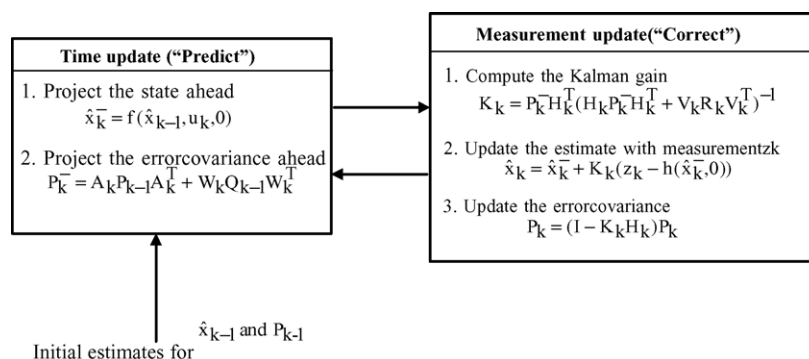 Time update (“Predict”)
1. Project the state ahead
x̂k̄ = f(x̂k–1,uk,0)
2. Project the errorcovariance ahead
Pk̄ = AkPk–1AkT + WkQk–1WkT
Measurement update(“Correct”)
1. Compute the Kalman gain
Kk = Pk̄HkT(HkPk̄HkT + VkRkVkT)–1
2. Update the estimate with measurementzk
x̂k = x̂k̄ + Kk(zk – h(x̂k̄,0))
3. Update the errorcovariance
Pk = (I – KkHk)Pk
Initial estimates for x̂k–1 and Pk-1